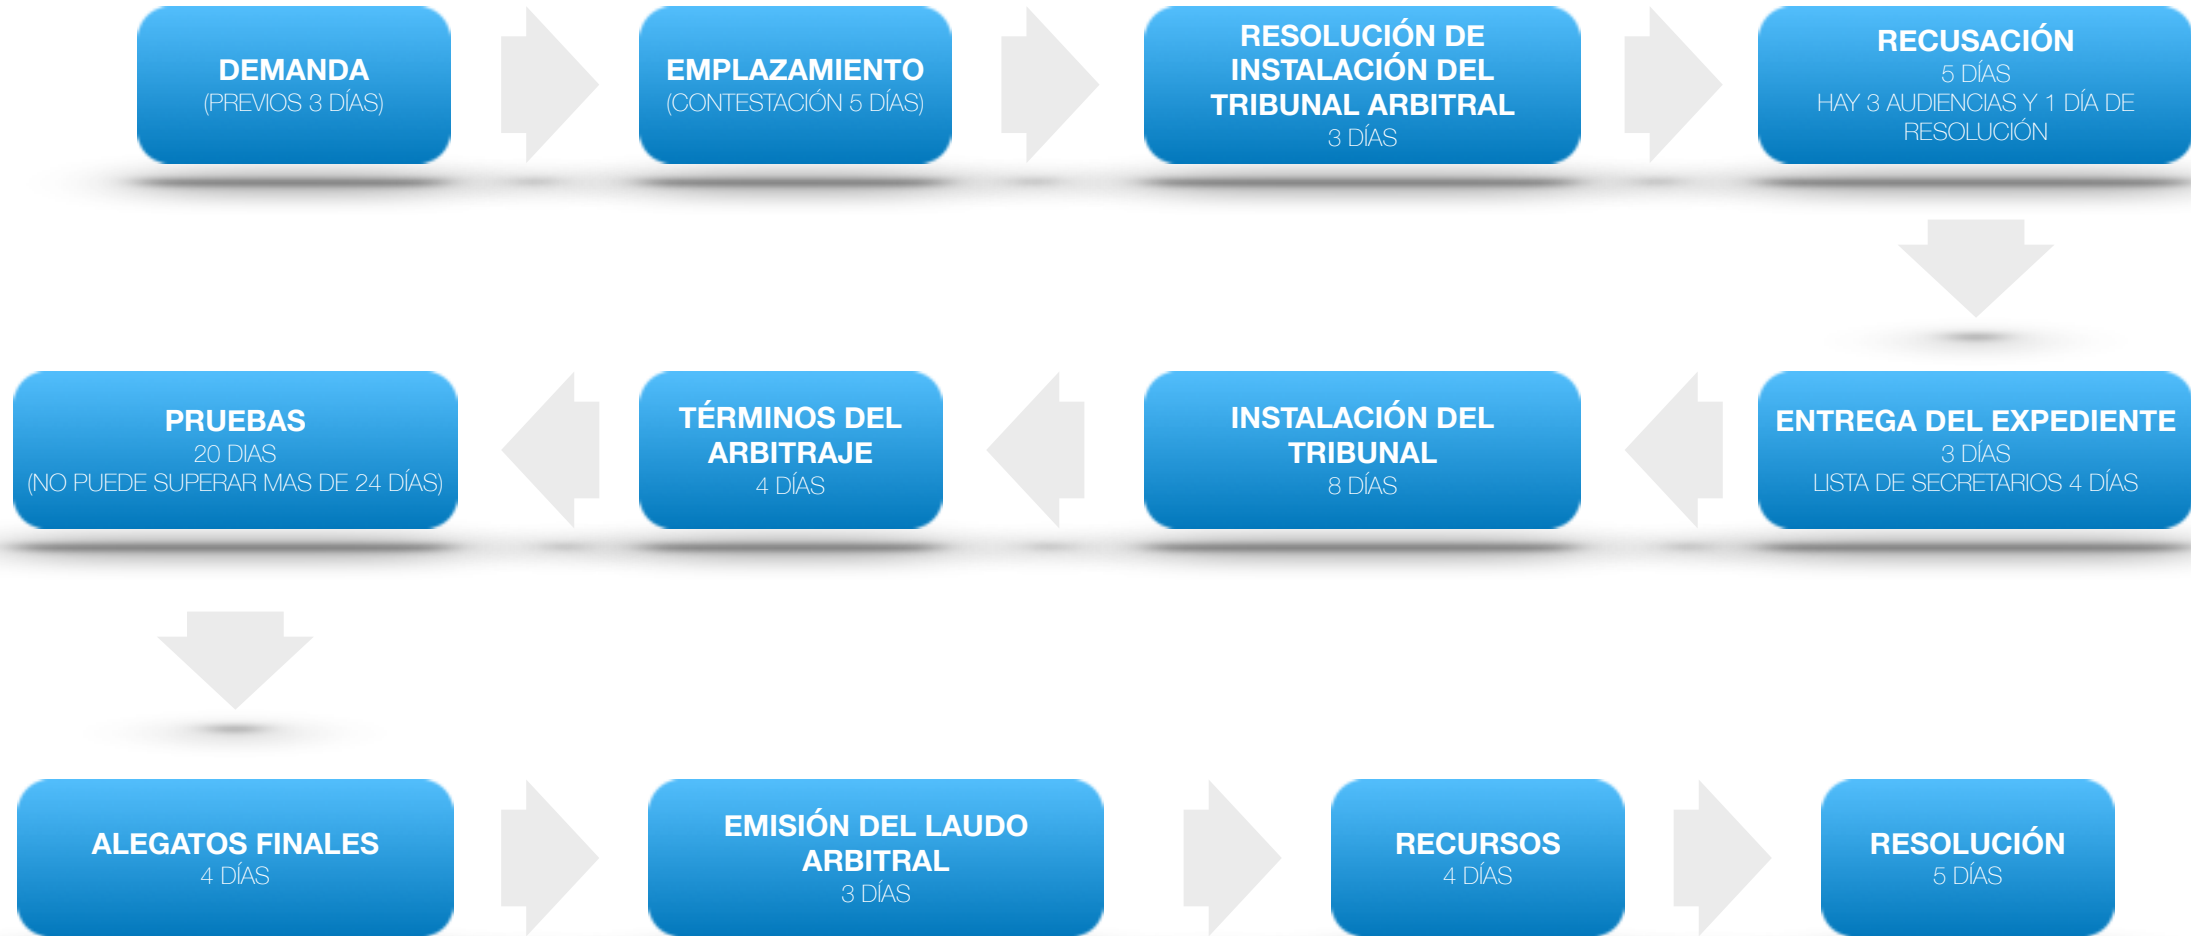 DEMANDA
(PREVIOS 3 DÍAS)
EMPLAZAMIENTO
(CONTESTACIÓN 5 DÍAS)
RESOLUCIÓN DE
INSTALACIÓN DEL
TRIBUNAL ARBITRAL
3 DÍAS
RECUSACIÓN
5 DÍAS
HAY 3 AUDIENCIAS Y 1 DÍA DE
RESOLUCIÓN
ENTREGA DEL EXPEDIENTE
3 DÍAS
LISTA DE SECRETARIOS 4 DÍAS
INSTALACIÓN DEL
TRIBUNAL
8 DÍAS
TÉRMINOS DEL
ARBITRAJE
4 DÍAS
PRUEBAS
20 DIAS
(NO PUEDE SUPERAR MAS DE 24 DÍAS)
ALEGATOS FINALES
4 DÍAS
EMISIÓN DEL LAUDO
ARBITRAL
3 DÍAS
RECURSOS
4 DÍAS
RESOLUCIÓN
5 DÍAS